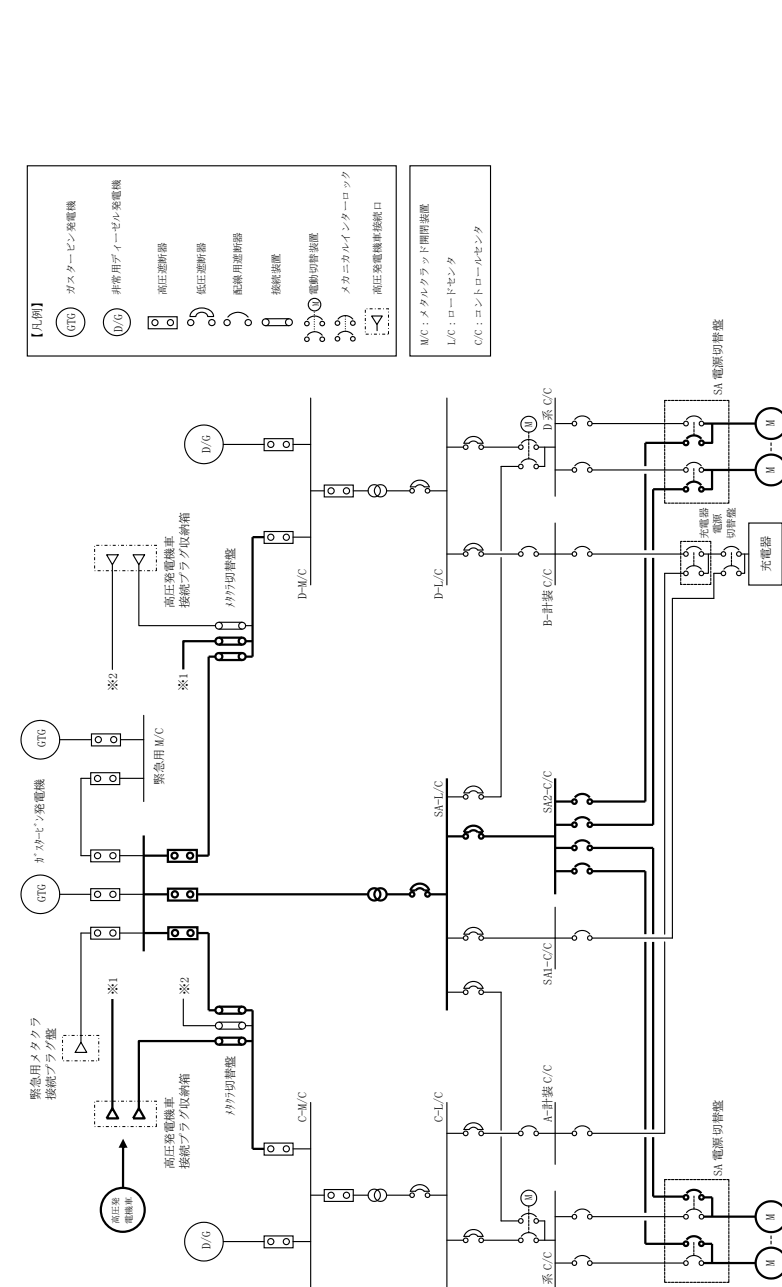 【凡例】
GTG
ガスタービン発電機
D/G
非常用ディーゼル発電機
高圧遮断器
低圧遮断器
配線用遮断器
接続装置
M
電動切替装置
メカニカルインターロック
高圧発電機車接続口
M/C：メタルクラッド開閉装置
L/C：ロードセンタ
C/C：コントロールセンタ
GTG
ｶﾞｽﾀｰﾋﾞﾝ発電機
GTG
緊急用M/C
緊急用メタクラ
接続プラグ盤
※1
※2
高圧発電機車
接続プラグ収納箱
高圧発
電機車
ﾒﾀｸﾗ切替盤
※2
※1
高圧発電機車
接続プラグ収納箱
ﾒﾀｸﾗ切替盤
D/G
D/G
C-M/C
D-M/C
C-L/C
SA-L/C
D-L/C
M
系 C/C
A-計装 C/C
SA1-C/C
SA2-C/C
B-計装 C/C
M
D系 C/C
SA電源切替盤
M
M
充電器
電源
切替盤
充電器
SA電源切替盤
M
M